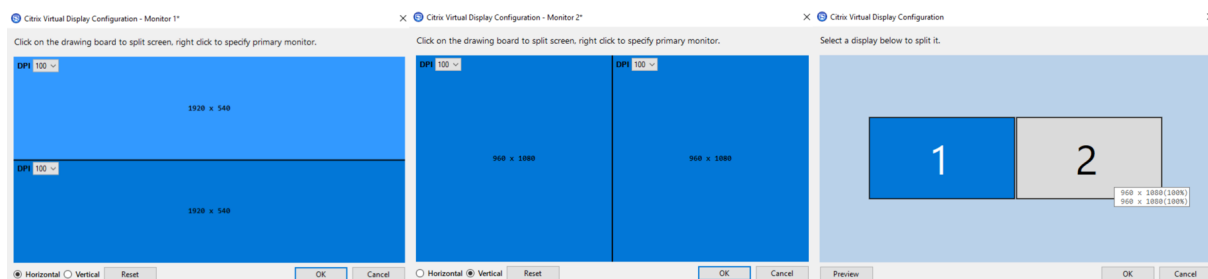 Citrix Virtual Display Configuration - Monitor 1*
Click on the drawing board to split screen, right click to specify primary monitor.
DPI 100
1920 x 540
DPI 100
1920 x 540
Horizontal Vertical Reset OK Cancel
Citrix Virtual Display Configuration - Monitor 2*
Click on the drawing board to split screen, right click to specify primary monitor.
DPI 100 DPI 100
960 x 1080 960 x 1080
Horizontal Vertical Reset OK Cancel
Citrix Virtual Display Configuration
Select a display below to split it.
1 2
960 x 1080(100%)
960 x 1080(100%)
Preview OK Cancel